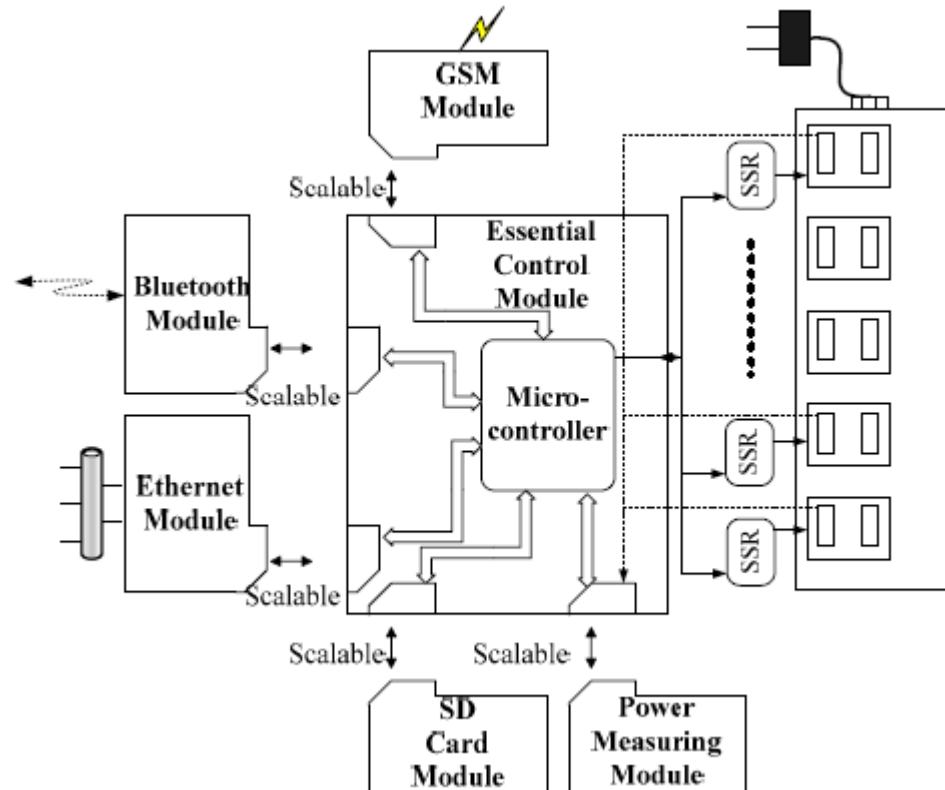 GSM
Module
Scalable
Essential
Control
Module
SSR
Bluetooth
Module
Scalable
Micro-
controller
SSR
Ethernet
Module
SSR
Scalable
Scalable
Scalable
SD
Card
Module
Power
Measuring
Module